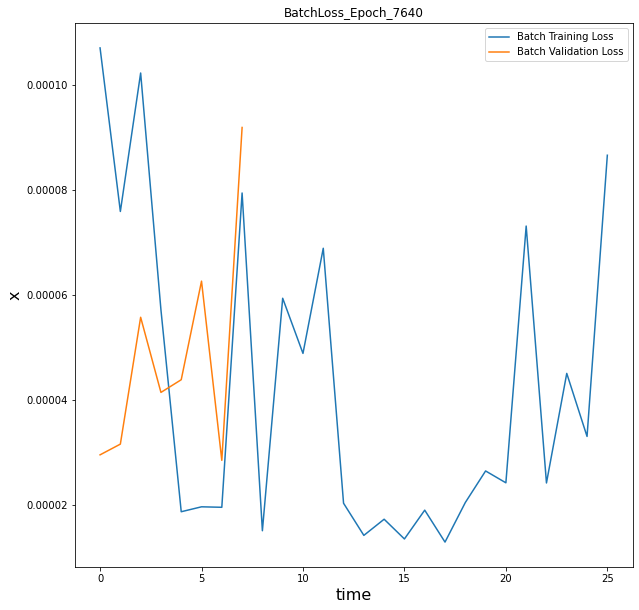 BatchLoss_Epoch_7640
Batch Training Loss
Batch Validation Loss
0.00010
0.00008
0.00006
0.00004
0.00002
x
0 5 10 15 20 25
time